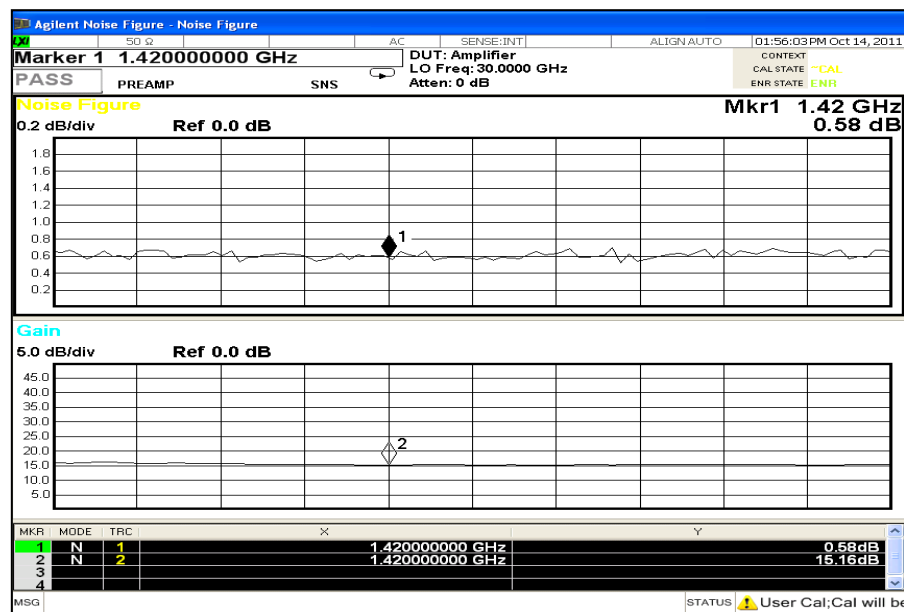 Agilent Noise Figure - Noise Figure
LXI 50 Ω AC SENSE:INT ALIGN AUTO 01:56:03 PM Oct 14, 2011
Marker 1 1.420000000 GHz
DUT: Amplifier
LO Freq: 30.0000 GHz
Atten: 0 dB
CONTEXT
CAL STATE ~CAL
ENR STATE ENR
PASS
PREAMP SNS
Noise Figure
Mkr1 1.42 GHz
0.2 dB/div Ref 0.0 dB 0.58 dB
1.8
1.6
1.4
1.2
1.0
0.8
0.6
0.4
0.2
1
Gain
5.0 dB/div Ref 0.0 dB
45.0
40.0
35.0
30.0
25.0
20.0
15.0
10.0
5.0
2
MKR MODE TRC X Y
1 N 1 1.420000000 GHz 0.58dB
2 N 2 1.420000000 GHz 15.16dB
3
4
MSG STATUS User Cal;Cal will be